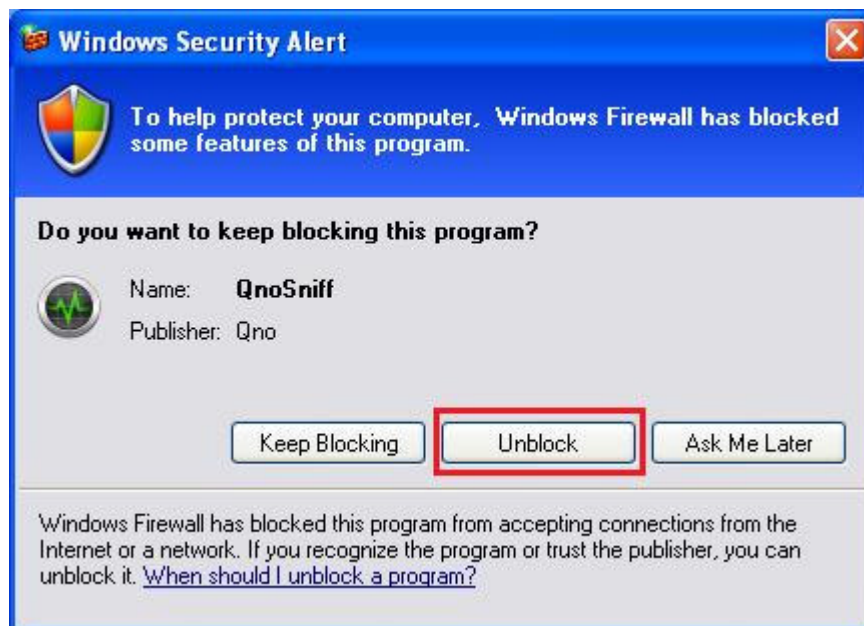 Windows Security Alert
To help protect your computer, Windows Firewall has blocked
some features of this program.
Do you want to keep blocking this program?
Name: QnoSniff
Publisher: Qno
Keep Blocking Unblock Ask Me Later
Windows Firewall has blocked this program from accepting connections from the
Internet or a network. If you recognize the program or trust the publisher, you can
unblock it. When should I unblock a program?